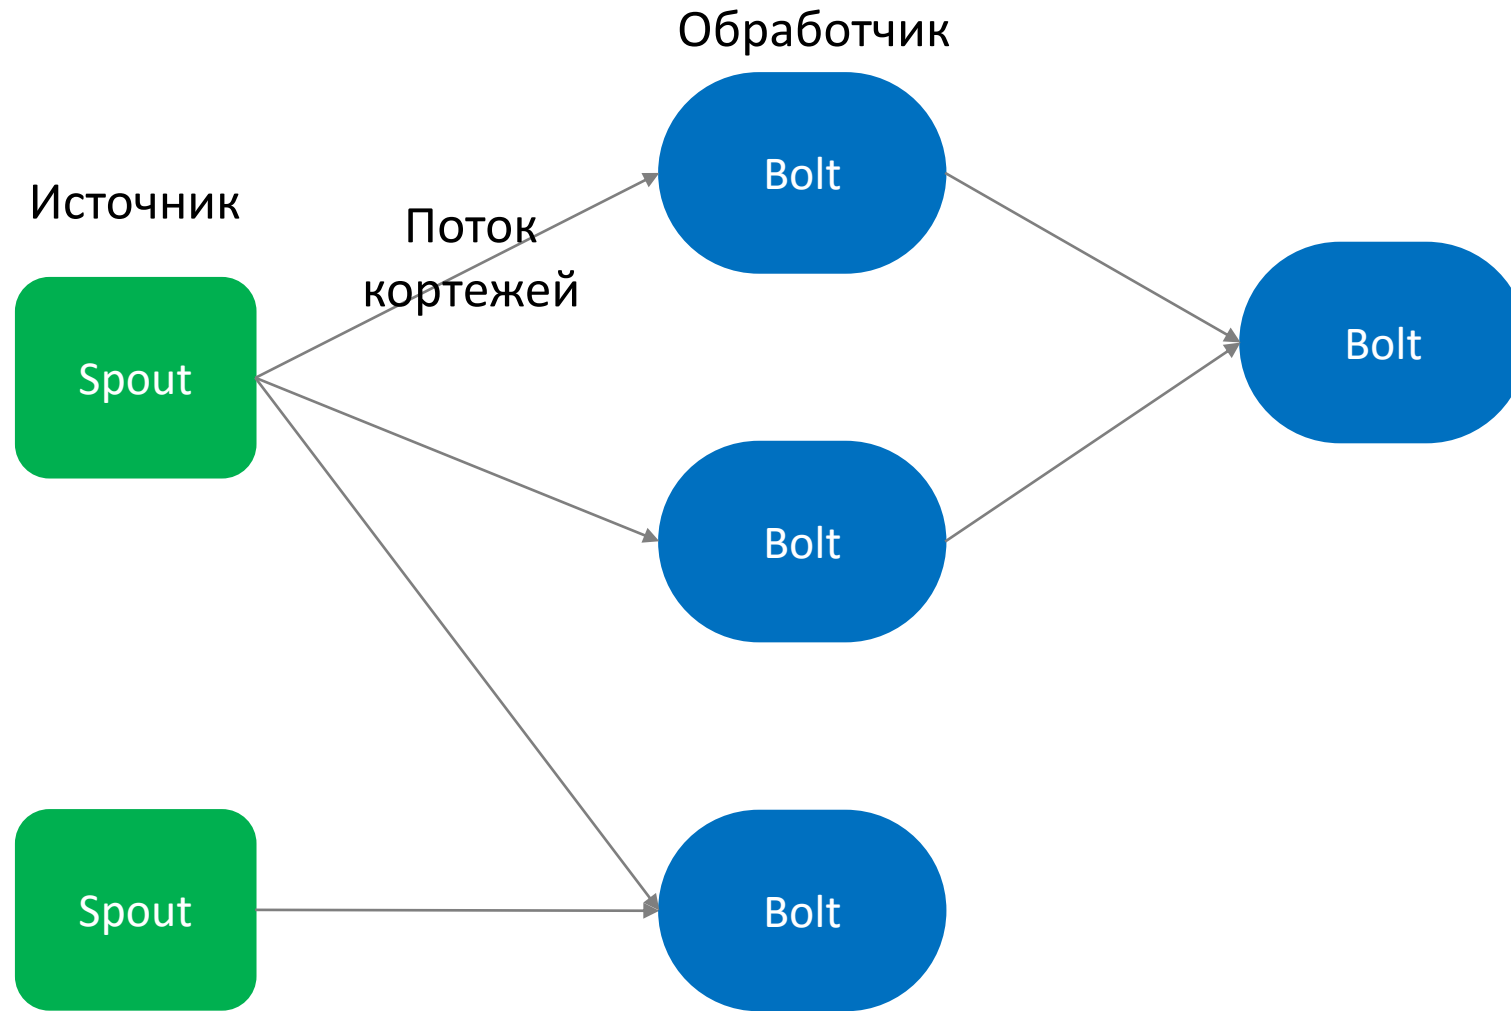 Обработчик
Bolt
Источник
Поток
кортежей
Spout
Bolt
Bolt
Spout
Bolt